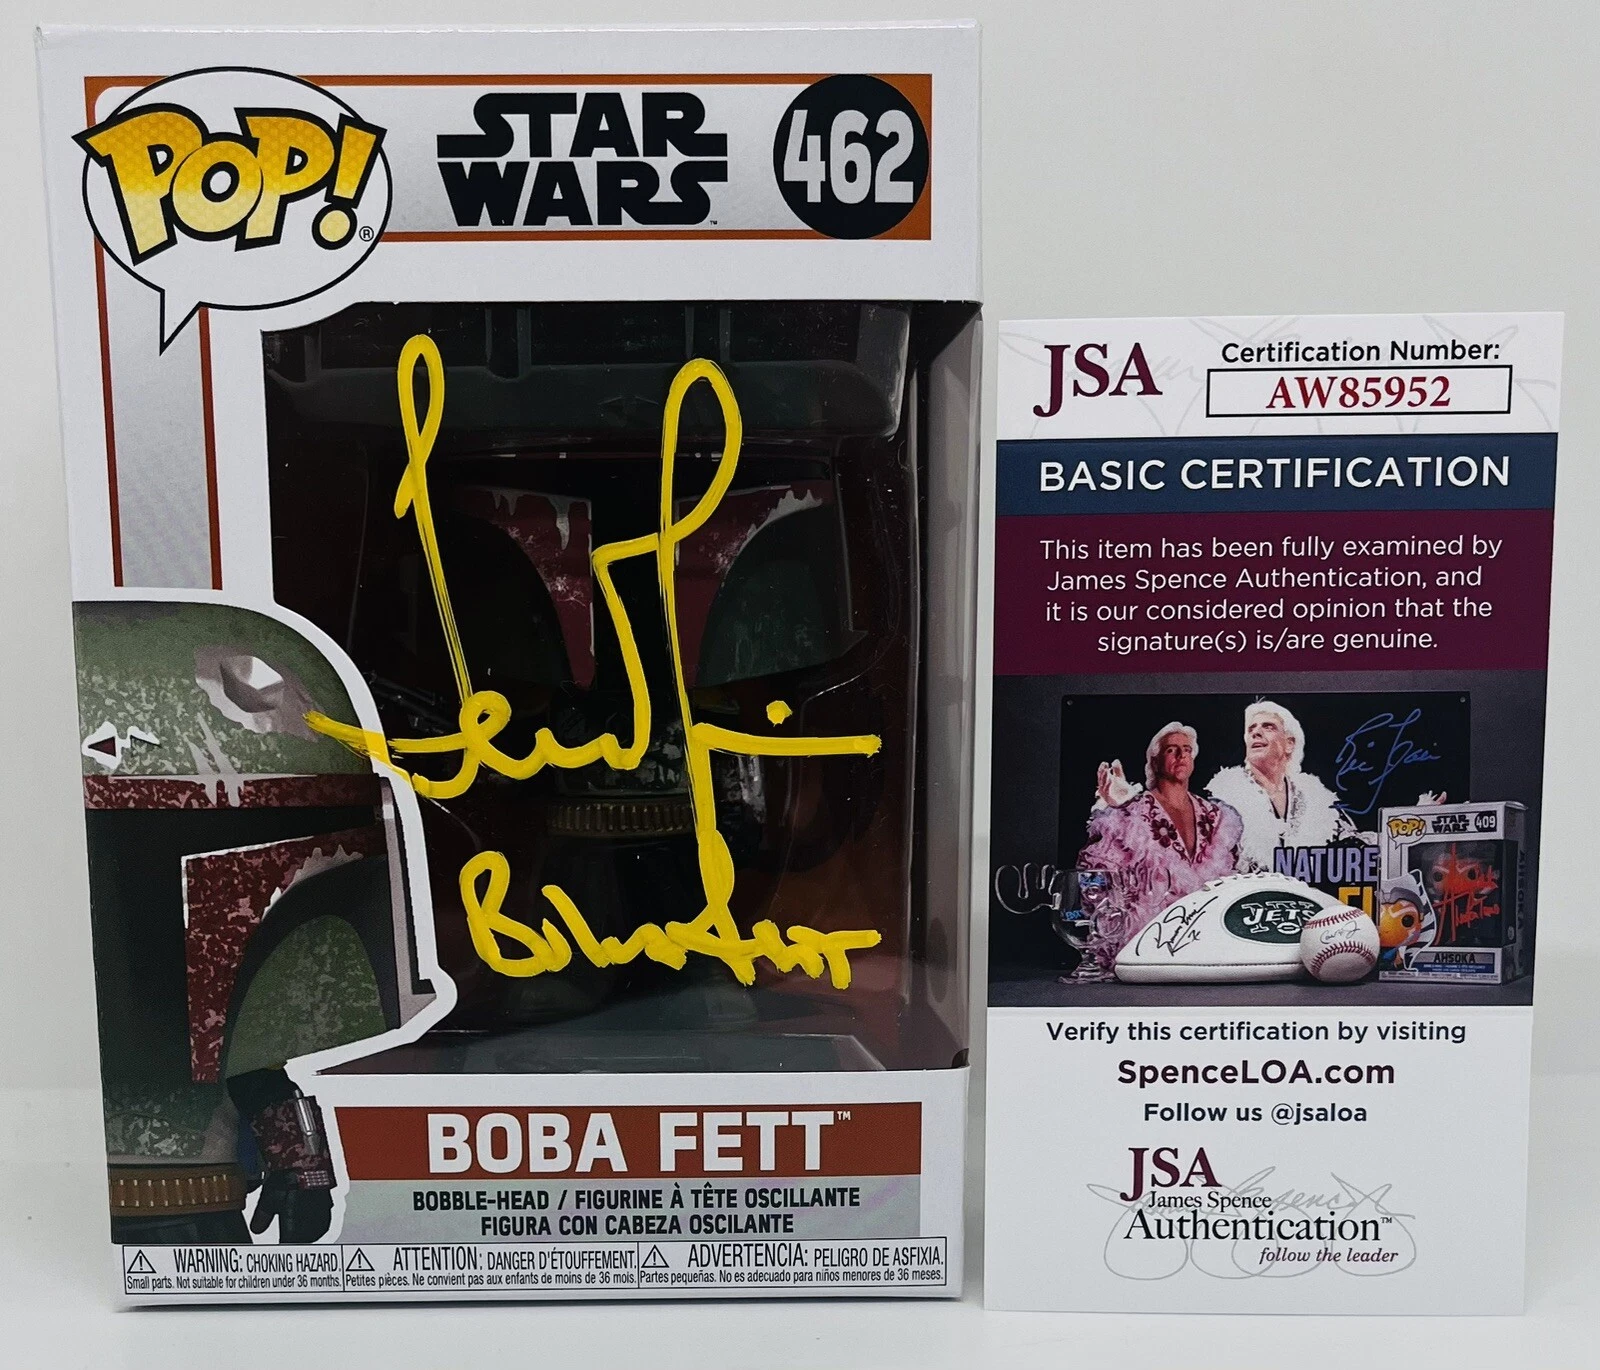 POP!®
STAR
WARS™
462
BOBA FETT™
BOBBLE-HEAD / FIGURINE À TÊTE OSCILLANTE
FIGURA CON CABEZA OSCILANTE
⚠ WARNING: CHOKING HAZARD.
Small parts. Not suitable for children under 36 months.
⚠ ATTENTION: DANGER D'ÉTOUFFEMENT.
Petites pièces. Ne convient pas aux enfants de moins de 36 mois.
⚠ ADVERTENCIA: PELIGRO DE ASFIXIA.
Partes pequeñas. No es adecuado para niños menores de 36 meses.
JSA
Certification Number:
AW85952
BASIC CERTIFICATION
This item has been fully examined by
James Spence Authentication, and
it is our considered opinion that the
signature(s) is/are genuine.
Ric Flair
NATURE
POP!
STAR
WARS
409
JETS
AHSOKA
Verify this certification by visiting
SpenceLOA.com
Follow us @jsaloa
JSA
James Spence
Authentication™
follow the leader